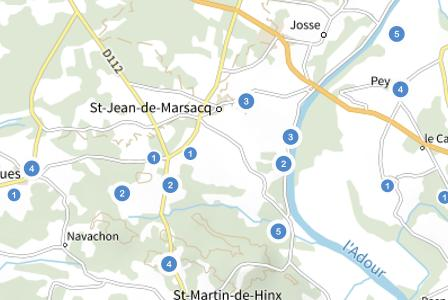 Josse
5
D112
Pey
4
St-Jean-de-Marsacq
3
3
le Ca
1
1
2
ues
4
1
2
2
1
1
5
Navachon
l'Adour
4
St-Martin-de-Hinx